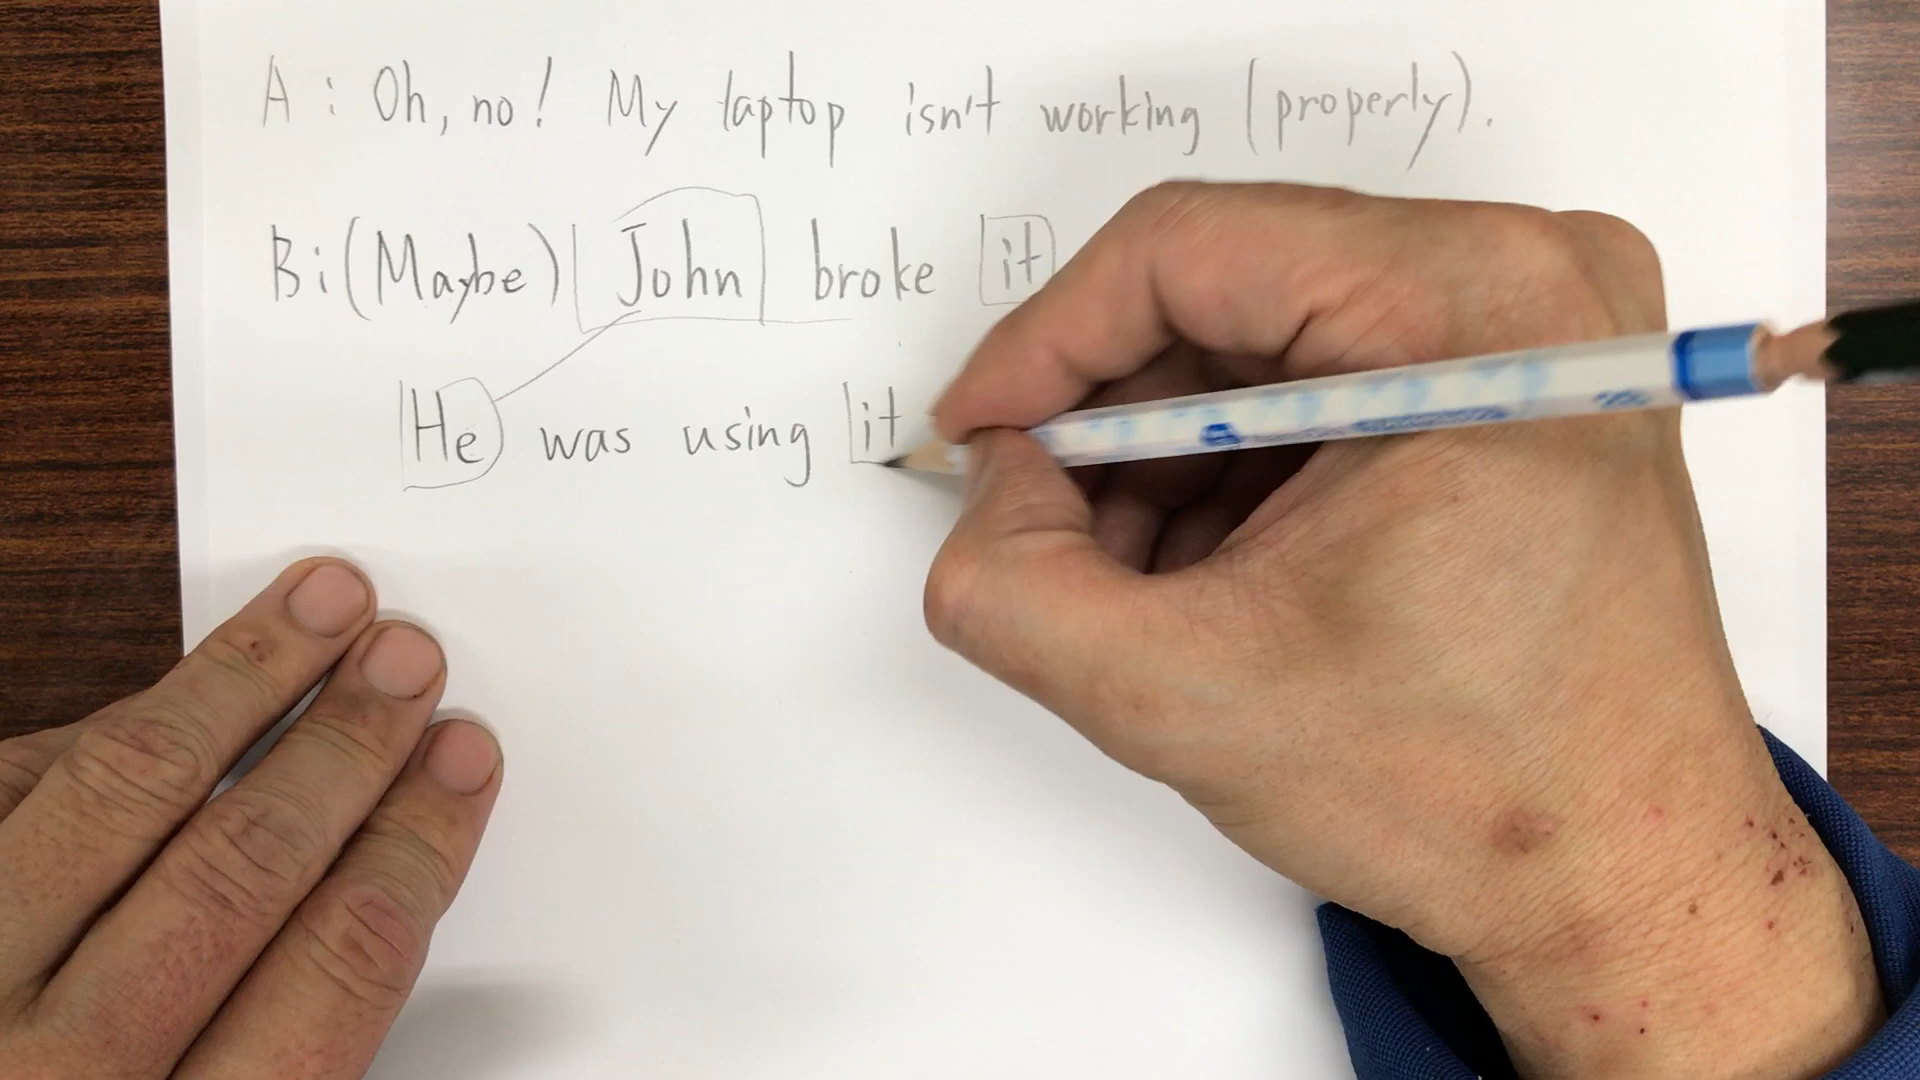 A: Oh, no! My laptop isn't working (properly).
B: (Maybe) John broke it
He was using it